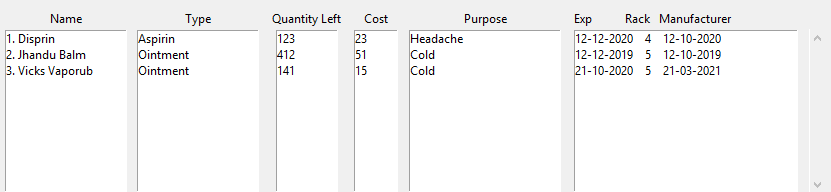 Name Type Quantity Left Cost Purpose Exp Rack Manufacturer
1. Disprin Aspirin 123 23 Headache 12-12-2020 4 12-10-2020
2. Jhandu Balm Ointment 412 51 Cold 12-12-2019 5 12-10-2019
3. Vicks Vaporub Ointment 141 15 Cold 21-10-2020 5 21-03-2021